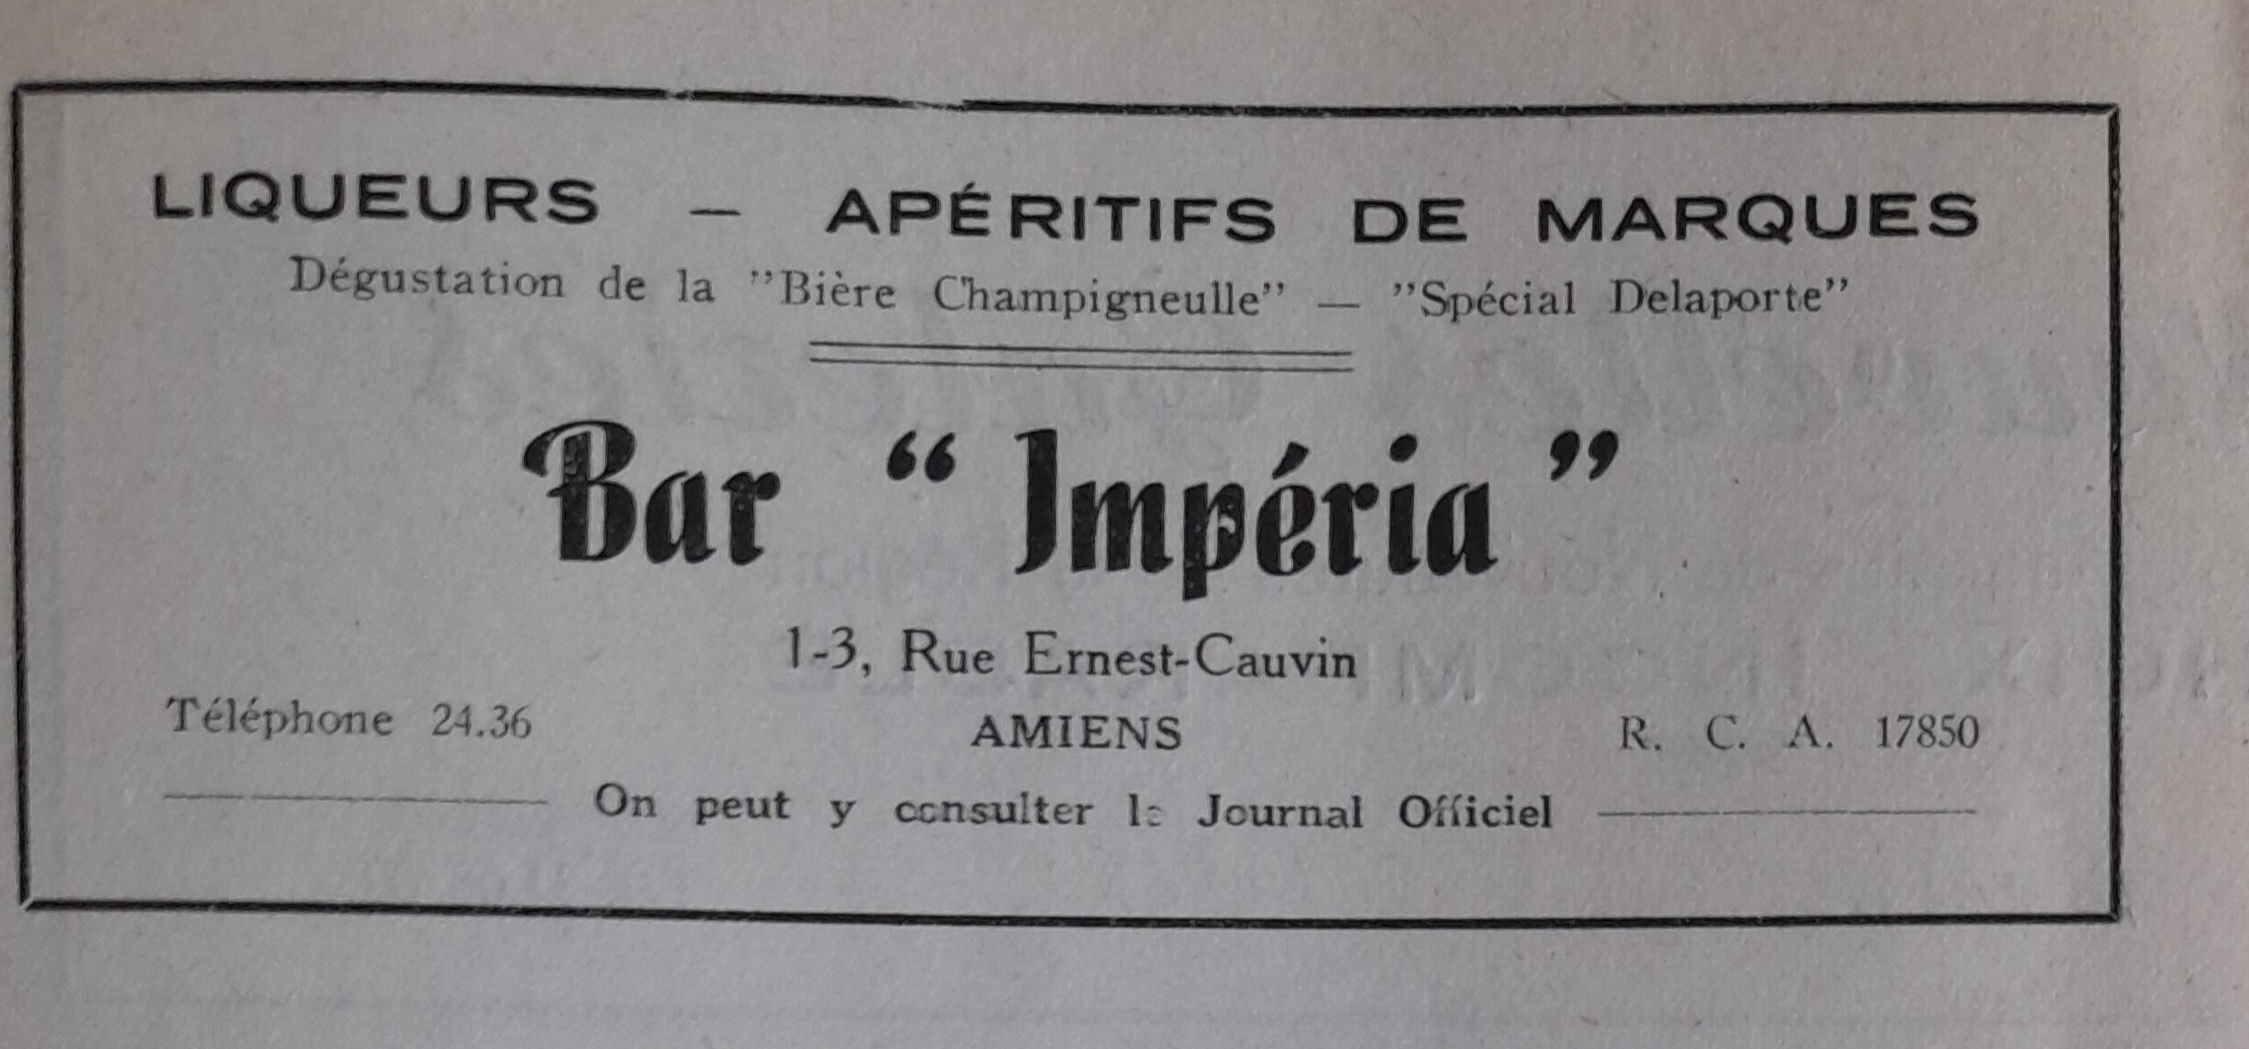 LIQUEURS — APÉRITIFS DE MARQUES
Dégustation de la "Bière Champigneulle" — "Spécial Delaporte"
Bar “ Impéria ”
1-3, Rue Ernest-Cauvin
Téléphone 24.36 AMIENS R. C. A. 17850
On peut y consulter le Journal Officiel